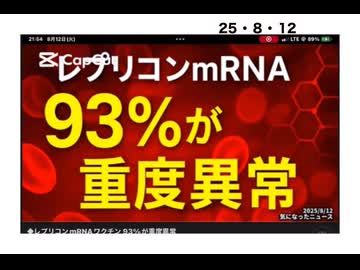 25・8・12
21:54 8月12日(火)
LTE 89%
CapCut
レプリコンmRNA
93%が
重度異常
2025/8/12
気になったニュース
◆レプリコンmRNAワクチン 93%が重度異常